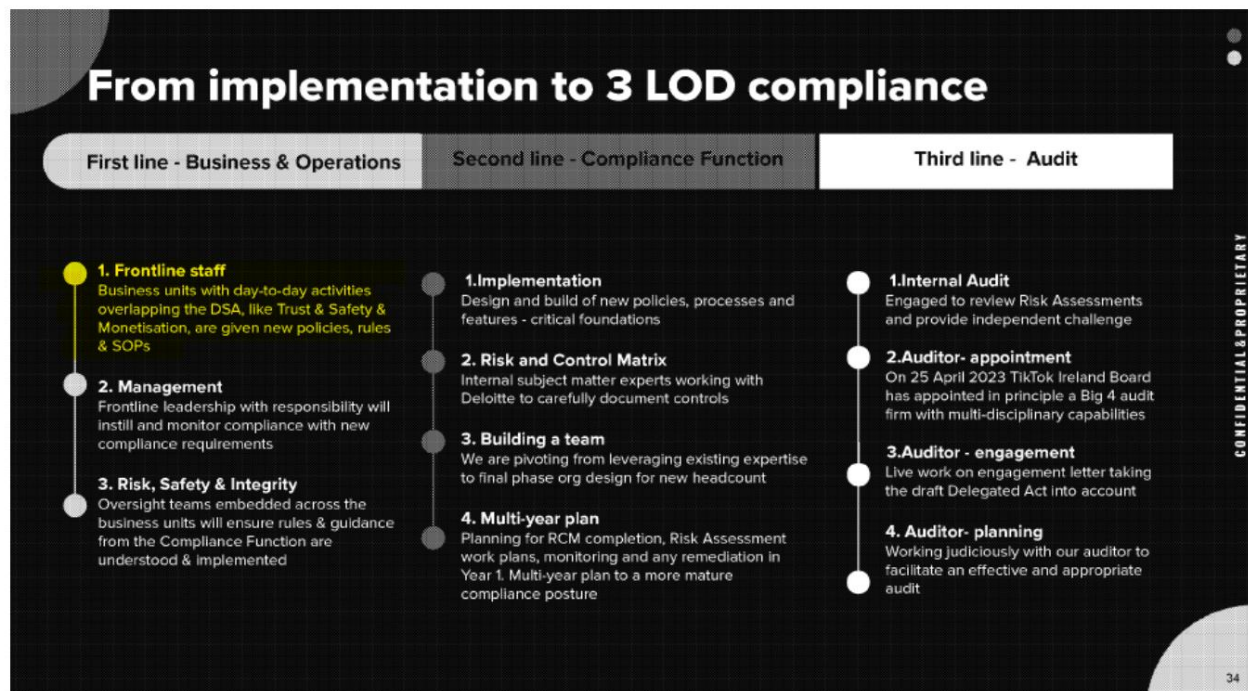 From implementation to 3 LOD compliance
First line - Business & Operations
Second line - Compliance Function
Third line -  Audit
1. Frontline staff
Business units with day-to-day activities
overlapping the DSA, like Trust & Safety &
Monetisation, are given new policies, rules
& SOPs
2. Management
Frontline leadership with responsibility will
instill and monitor compliance with new
compliance requirements
3. Risk, Safety & Integrity
Oversight teams embedded across the
business units will ensure rules & guidance
from the Compliance Function are
understood & implemented
1.Implementation
Design and build of new policies, processes and
features - critical foundations
2. Risk and Control Matrix
Internal subject matter experts working with
Deloitte to carefully document controls
3. Building a team
We are pivoting from leveraging existing expertise
to final phase org design for new headcount
4. Multi-year plan
Planning for RCM completion, Risk Assessment
work plans, monitoring and any remediation in
Year 1. Multi-year plan to a more mature
compliance posture
1.Internal Audit
Engaged to review Risk Assessments
and provide independent challenge
2.Auditor- appointment
On 25 April 2023 TikTok Ireland Board
has appointed in principle a Big 4 audit
firm with multi-disciplinary capabilities
3.Auditor - engagement
Live work on engagement letter taking
the draft Delegated Act into account
4. Auditor- planning
Working judiciously with our auditor to
facilitate an effective and appropriate
audit
CONFIDENTIAL & PROPRIETARY
34